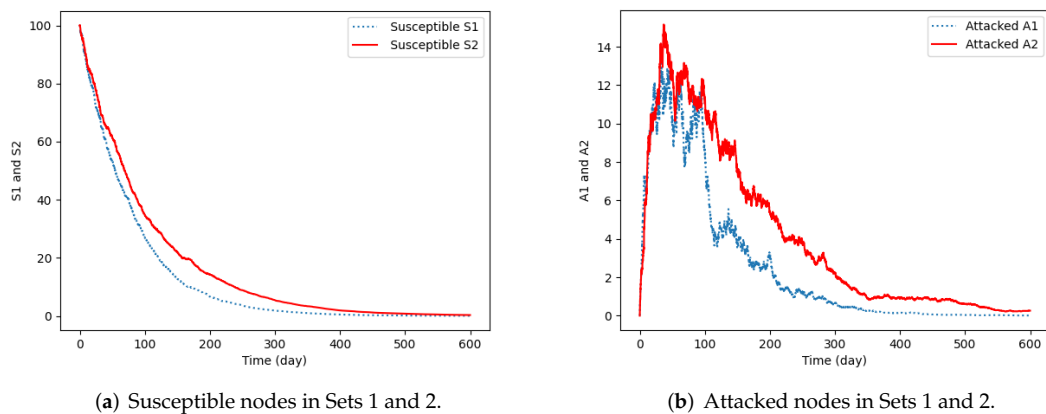 Susceptible S1
Susceptible S2
S1 and S2
100
80
60
40
20
0
0 100 200 300 400 500 600
Time (day)
(a) Susceptible nodes in Sets 1 and 2.
Attacked A1
Attacked A2
A1 and A2
14
12
10
8
6
4
2
0
0 100 200 300 400 500 600
Time (day)
(b) Attacked nodes in Sets 1 and 2.